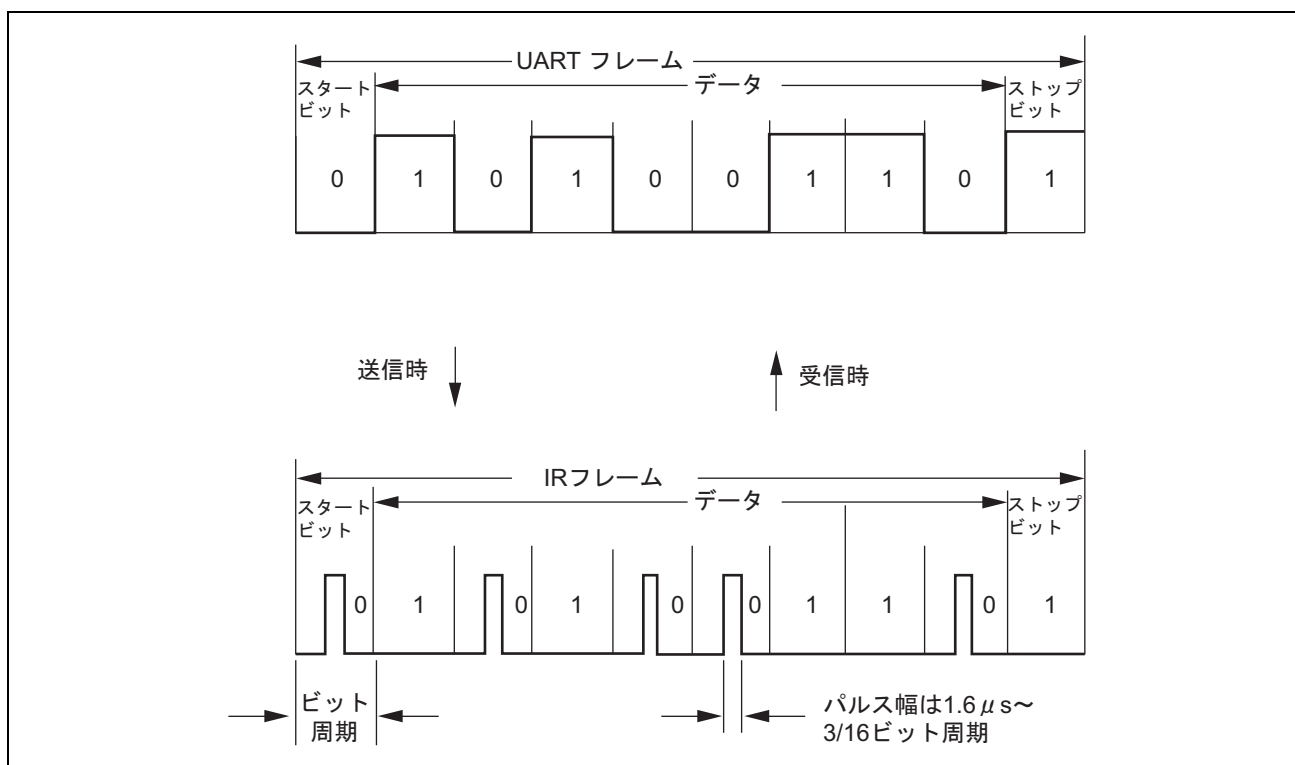 UART フレーム
スタート
ビット
データ
ストップ
ビット
0 1 0 1 0 0 1 1 0 1
送信時
受信時
IRフレーム
スタート
ビット
データ
ストップ
ビット
0 1 0 1 0 0 1 1 0 1
ビット
周期
パルス幅は1.6μs～
3/16ビット周期